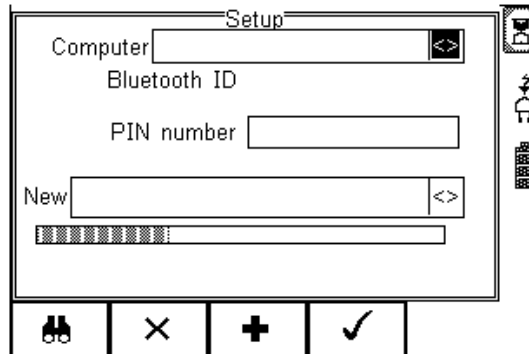 Setup
Computer <>
Bluetooth ID
PIN number
New <>